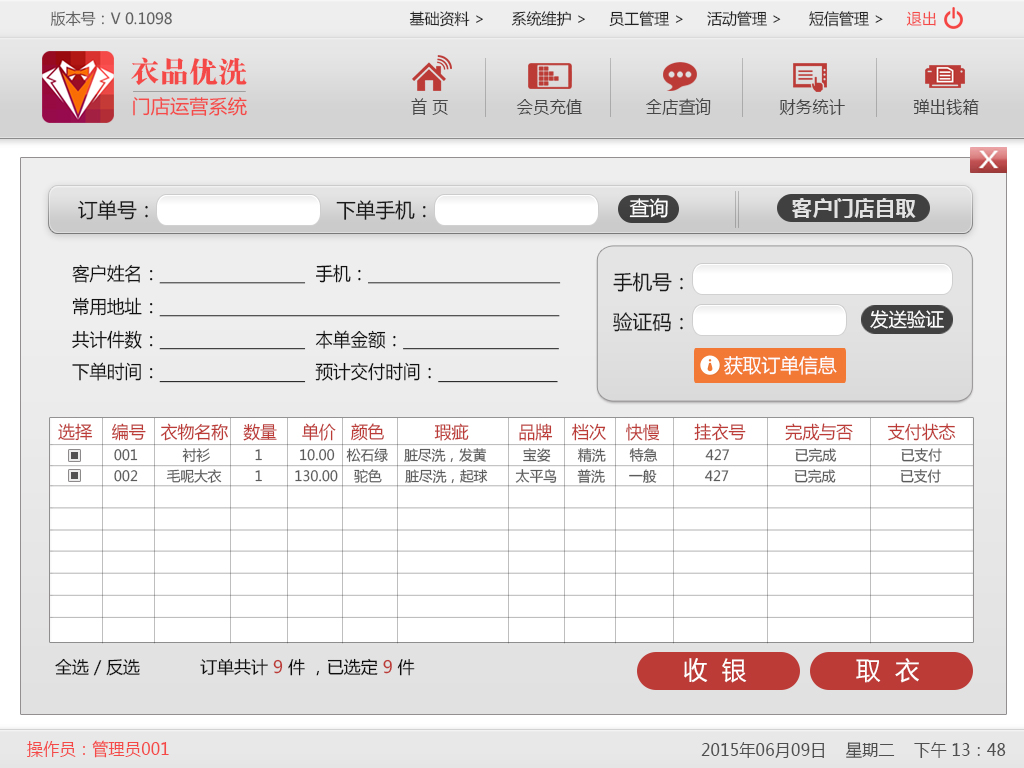 版本号：V 0.1098 基础资料 > 系统维护 > 员工管理 > 活动管理 > 短信管理 > 退出
衣品优洗
门店运营系统
首 页 会员充值 全店查询 财务统计 弹出钱箱
X
订单号： 下单手机： 查询 客户门店自取
客户姓名： 手机：
常用地址：
共计件数： 本单金额：
下单时间： 预计交付时间：
手机号：
验证码： 发送验证
获取订单信息
选择 编号 衣物名称 数量 单价 颜色 瑕疵 品牌 档次 快慢 挂衣号 完成与否 支付状态
001 衬衫 1 10.00 松石绿 脏尽洗，发黄 宝姿 精洗 特急 427 已完成 已支付
002 毛呢大衣 1 130.00 驼色 脏尽洗，起球 太平鸟 普洗 一般 427 已完成 已支付
全选 / 反选 订单共计 9 件 ，已选定 9 件 收 银 取 衣
操作员：管理员001 2015年06月09日 星期二 下午 13：48